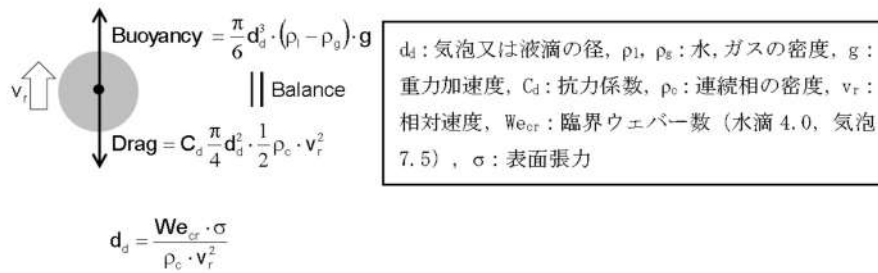 Buoyancy = π/6 d_d^3・(ρ_l − ρ_g)・g
v_r
|| Balance
Drag = C_d π/4 d_d^2・1/2 ρ_c・v_r^2
d_d = We_cr・σ / ρ_c・v_r^2
d_d：気泡又は液滴の径，ρ_l，ρ_g：水，ガスの密度，g：
重力加速度，C_d：抗力係数，ρ_c：連続相の密度，v_r：
相対速度，We_cr：臨界ウェバー数（水滴 4.0，気泡
7.5），σ：表面張力